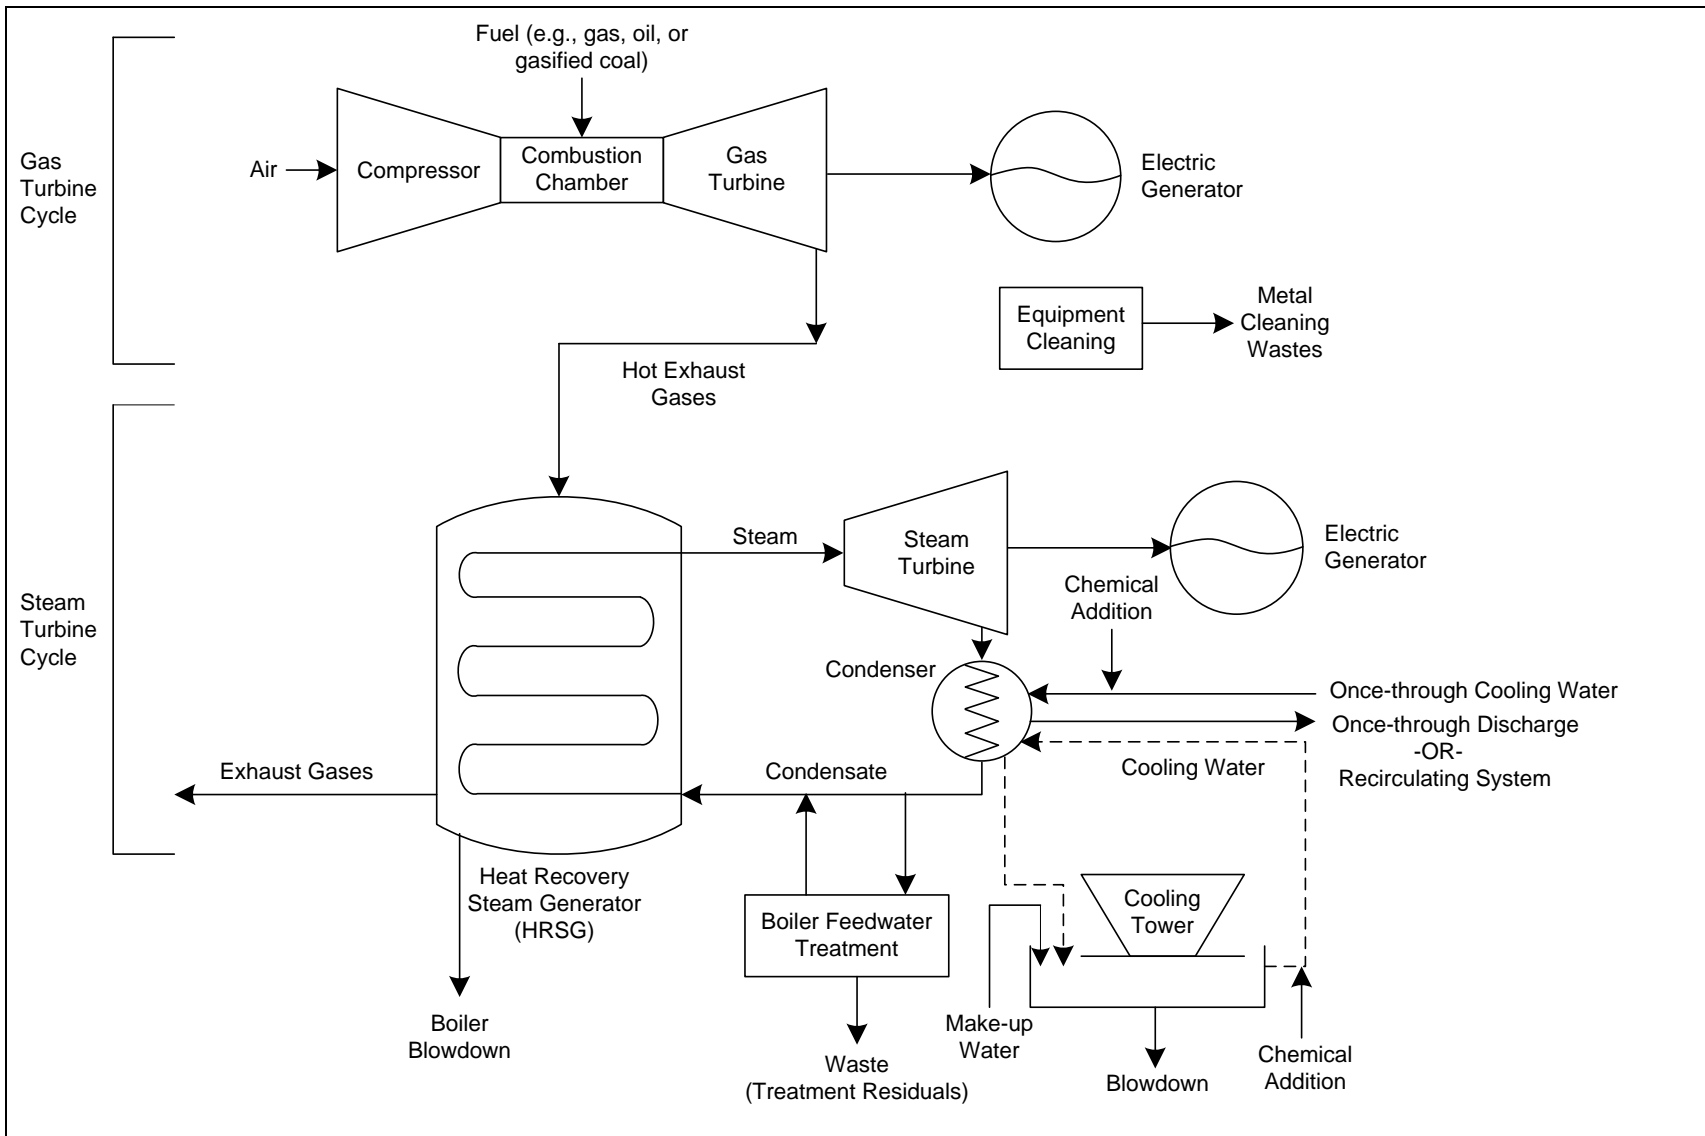 Fuel (e.g., gas, oil, or
gasified coal)
Gas
Turbine
Cycle
Air
Compressor
Combustion
Chamber
Gas
Turbine
Electric
Generator
Equipment
Cleaning
Metal
Cleaning
Wastes
Hot Exhaust
Gases
Steam
Turbine
Cycle
Steam
Steam
Turbine
Electric
Generator
Chemical
Addition
Condenser
Once-through Cooling Water
Once-through Discharge
-OR-
Recirculating System
Cooling Water
Exhaust Gases
Condensate
Heat Recovery
Steam Generator
(HRSG)
Boiler Feedwater
Treatment
Cooling
Tower
Boiler
Blowdown
Waste
(Treatment Residuals)
Make-up
Water
Blowdown
Chemical
Addition